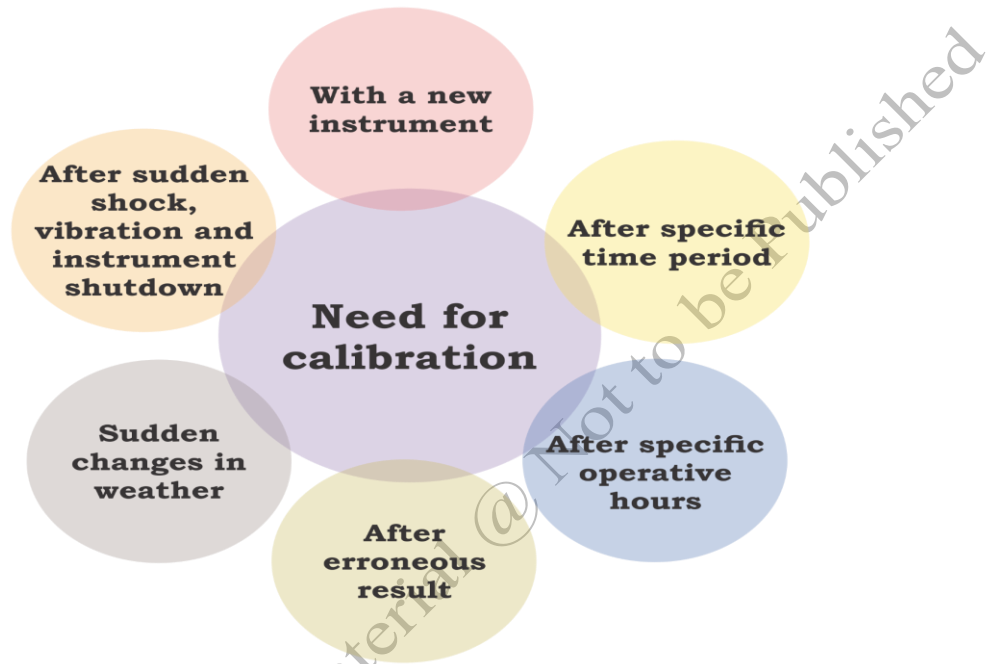 With a new
instrument
After sudden
shock,
vibration and
instrument
shutdown
After specific
time period
Need for
calibration
Sudden
changes in
weather
After specific
operative
hours
After
erroneous
result
@ Not to be Published